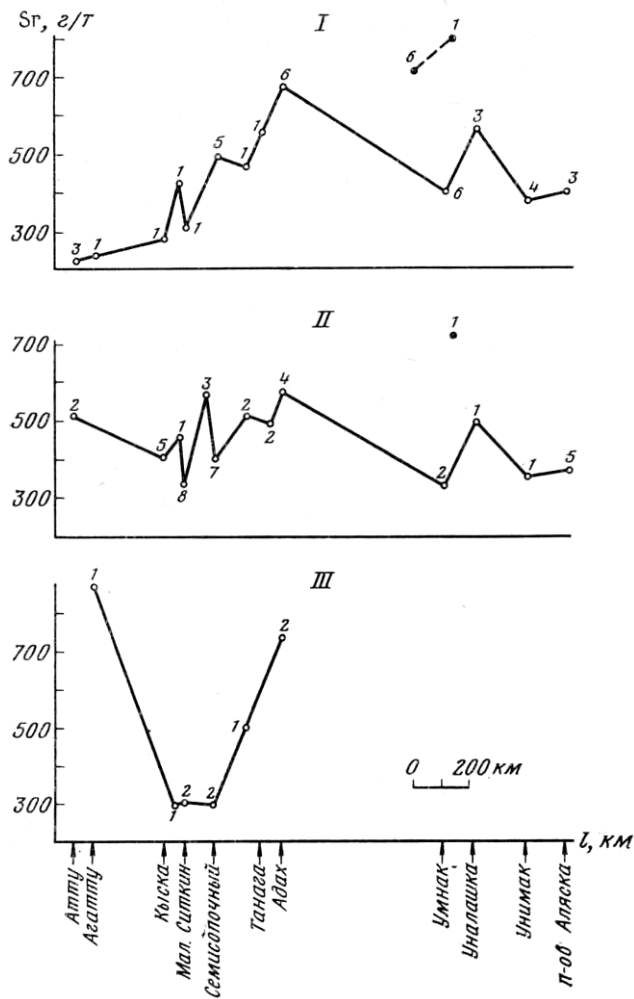 Sr, г/т
I
1
6
700
6
500
5
1
3
1
1
6
4
3
300
1
1
3
1
II
1
700
500
2
3
4
5
1
2
2
1
7
300
8
2
1
5
III
1
2
700
1
500
0 200 км
300
1
2
2
l, км
Атту
Агатту
Кыска
Мал. Ситкин
Семисопочный
Танага
Адах
Умнак
Уналашка
Унимак
п-ов Аляска